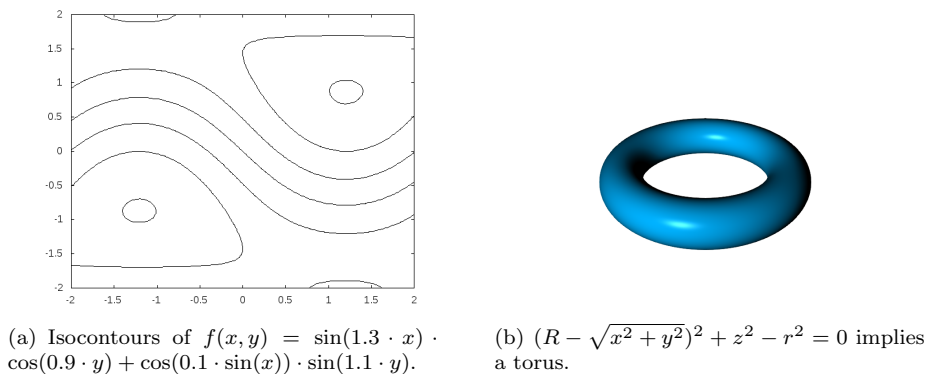 2
1.5
1
0.5
0
-0.5
-1
-1.5
-2
-2 -1.5 -1 -0.5 0 0.5 1 1.5 2
(a) Isocontours of f(x, y) = sin(1.3 · x) ·
cos(0.9 · y) + cos(0.1 · sin(x)) · sin(1.1 · y).
(b) (R − √(x² + y²))² + z² − r² = 0 implies
a torus.